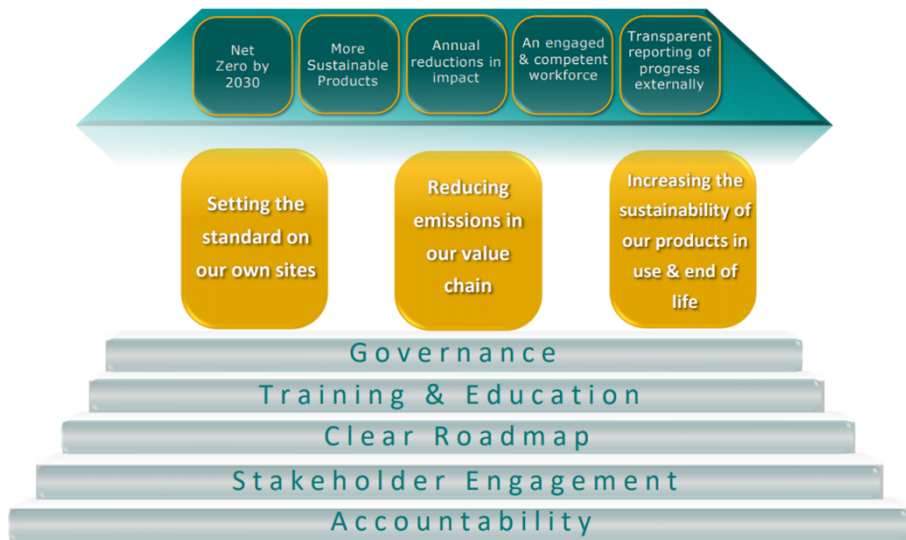 Net
Zero by
2030
More
Sustainable
Products
Annual
reductions in
impact
An engaged
& competent
workforce
Transparent
reporting of
progress
externally
Setting the
standard on
our own sites
Reducing
emissions in
our value
chain
Increasing the
sustainability of
our products in
use & end of
life
Governance
Training & Education
Clear Roadmap
Stakeholder Engagement
Accountability